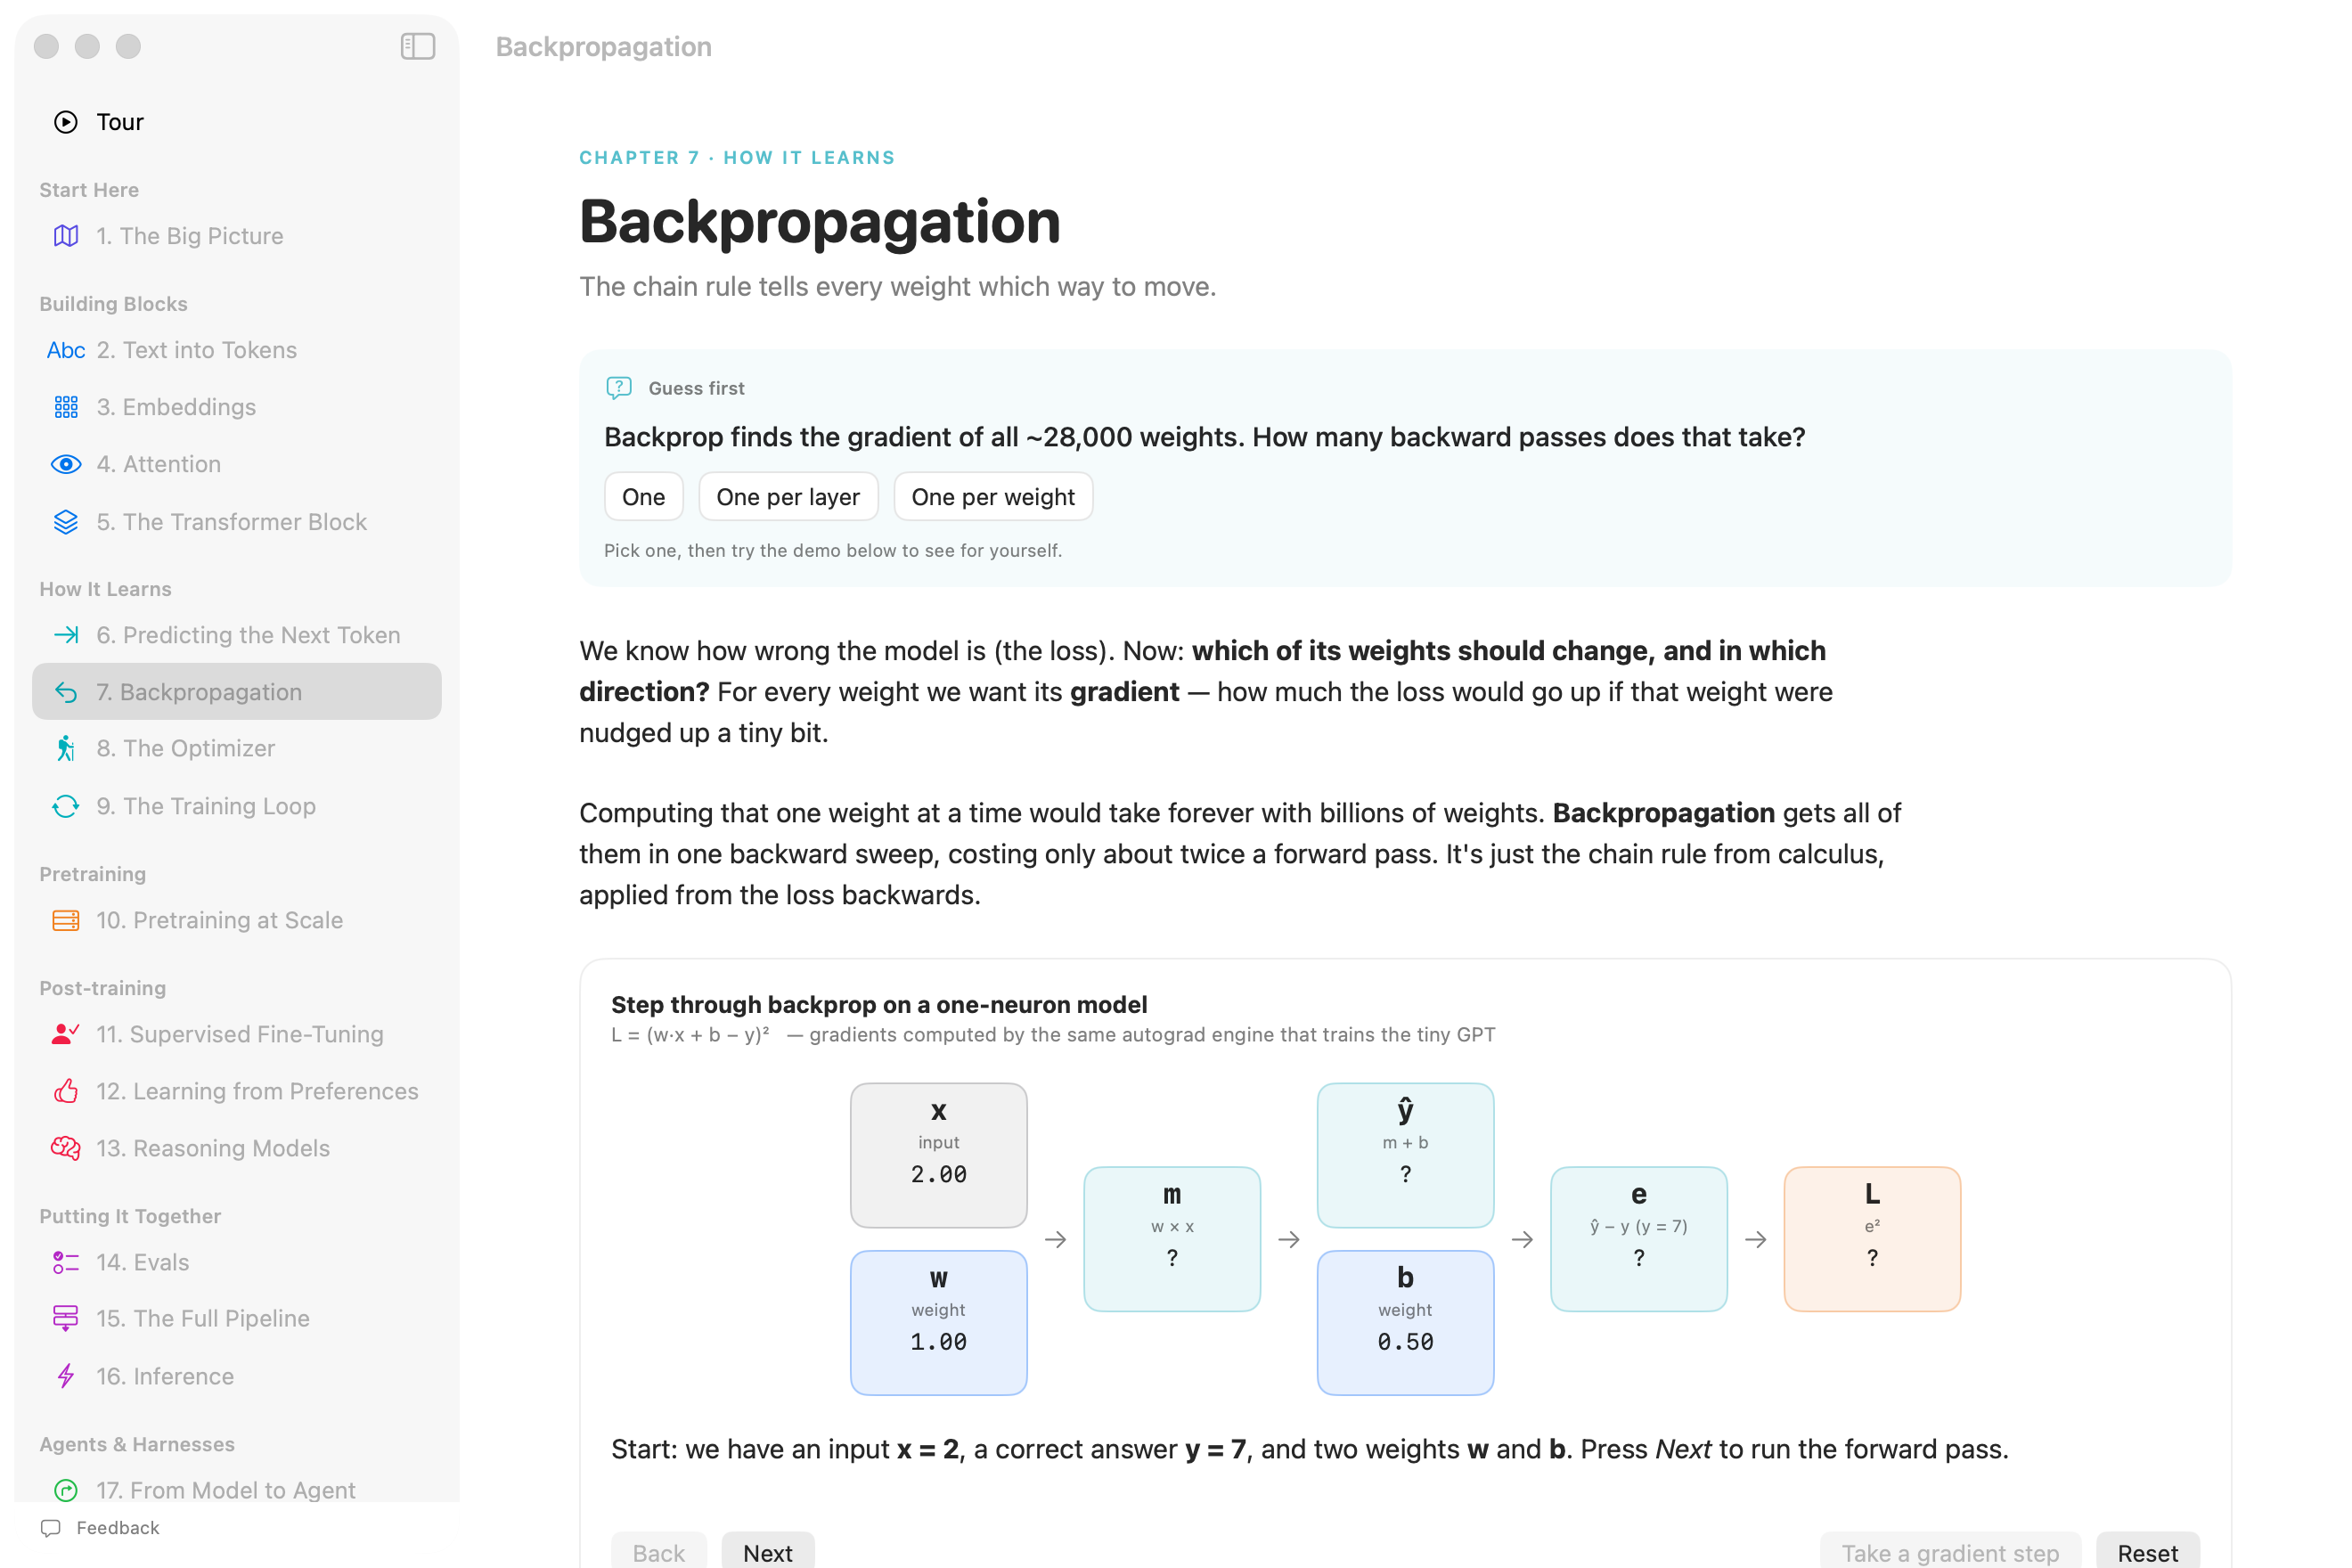 Backpropagation
Tour
Start Here
1. The Big Picture
Building Blocks
Abc 2. Text into Tokens
3. Embeddings
4. Attention
5. The Transformer Block
How It Learns
6. Predicting the Next Token
7. Backpropagation
8. The Optimizer
9. The Training Loop
Pretraining
10. Pretraining at Scale
Post-training
11. Supervised Fine-Tuning
12. Learning from Preferences
13. Reasoning Models
Putting It Together
14. Evals
15. The Full Pipeline
16. Inference
Agents & Harnesses
17. From Model to Agent
Feedback
CHAPTER 7 · HOW IT LEARNS
Backpropagation
The chain rule tells every weight which way to move.
Guess first
Backprop finds the gradient of all ~28,000 weights. How many backward passes does that take?
One One per layer One per weight
Pick one, then try the demo below to see for yourself.
We know how wrong the model is (the loss). Now: which of its weights should change, and in which
direction? For every weight we want its gradient — how much the loss would go up if that weight were
nudged up a tiny bit.
Computing that one weight at a time would take forever with billions of weights. Backpropagation gets all of
them in one backward sweep, costing only about twice a forward pass. It's just the chain rule from calculus,
applied from the loss backwards.
Step through backprop on a one-neuron model
L = (w·x + b − y)² — gradients computed by the same autograd engine that trains the tiny GPT
x
input
2.00
w
weight
1.00
→
m
w × x
?
→
ŷ
m + b
?
b
weight
0.50
→
e
ŷ − y (y = 7)
?
→
L
e²
?
Start: we have an input x = 2, a correct answer y = 7, and two weights w and b. Press Next to run the forward pass.
Back Next Take a gradient step Reset